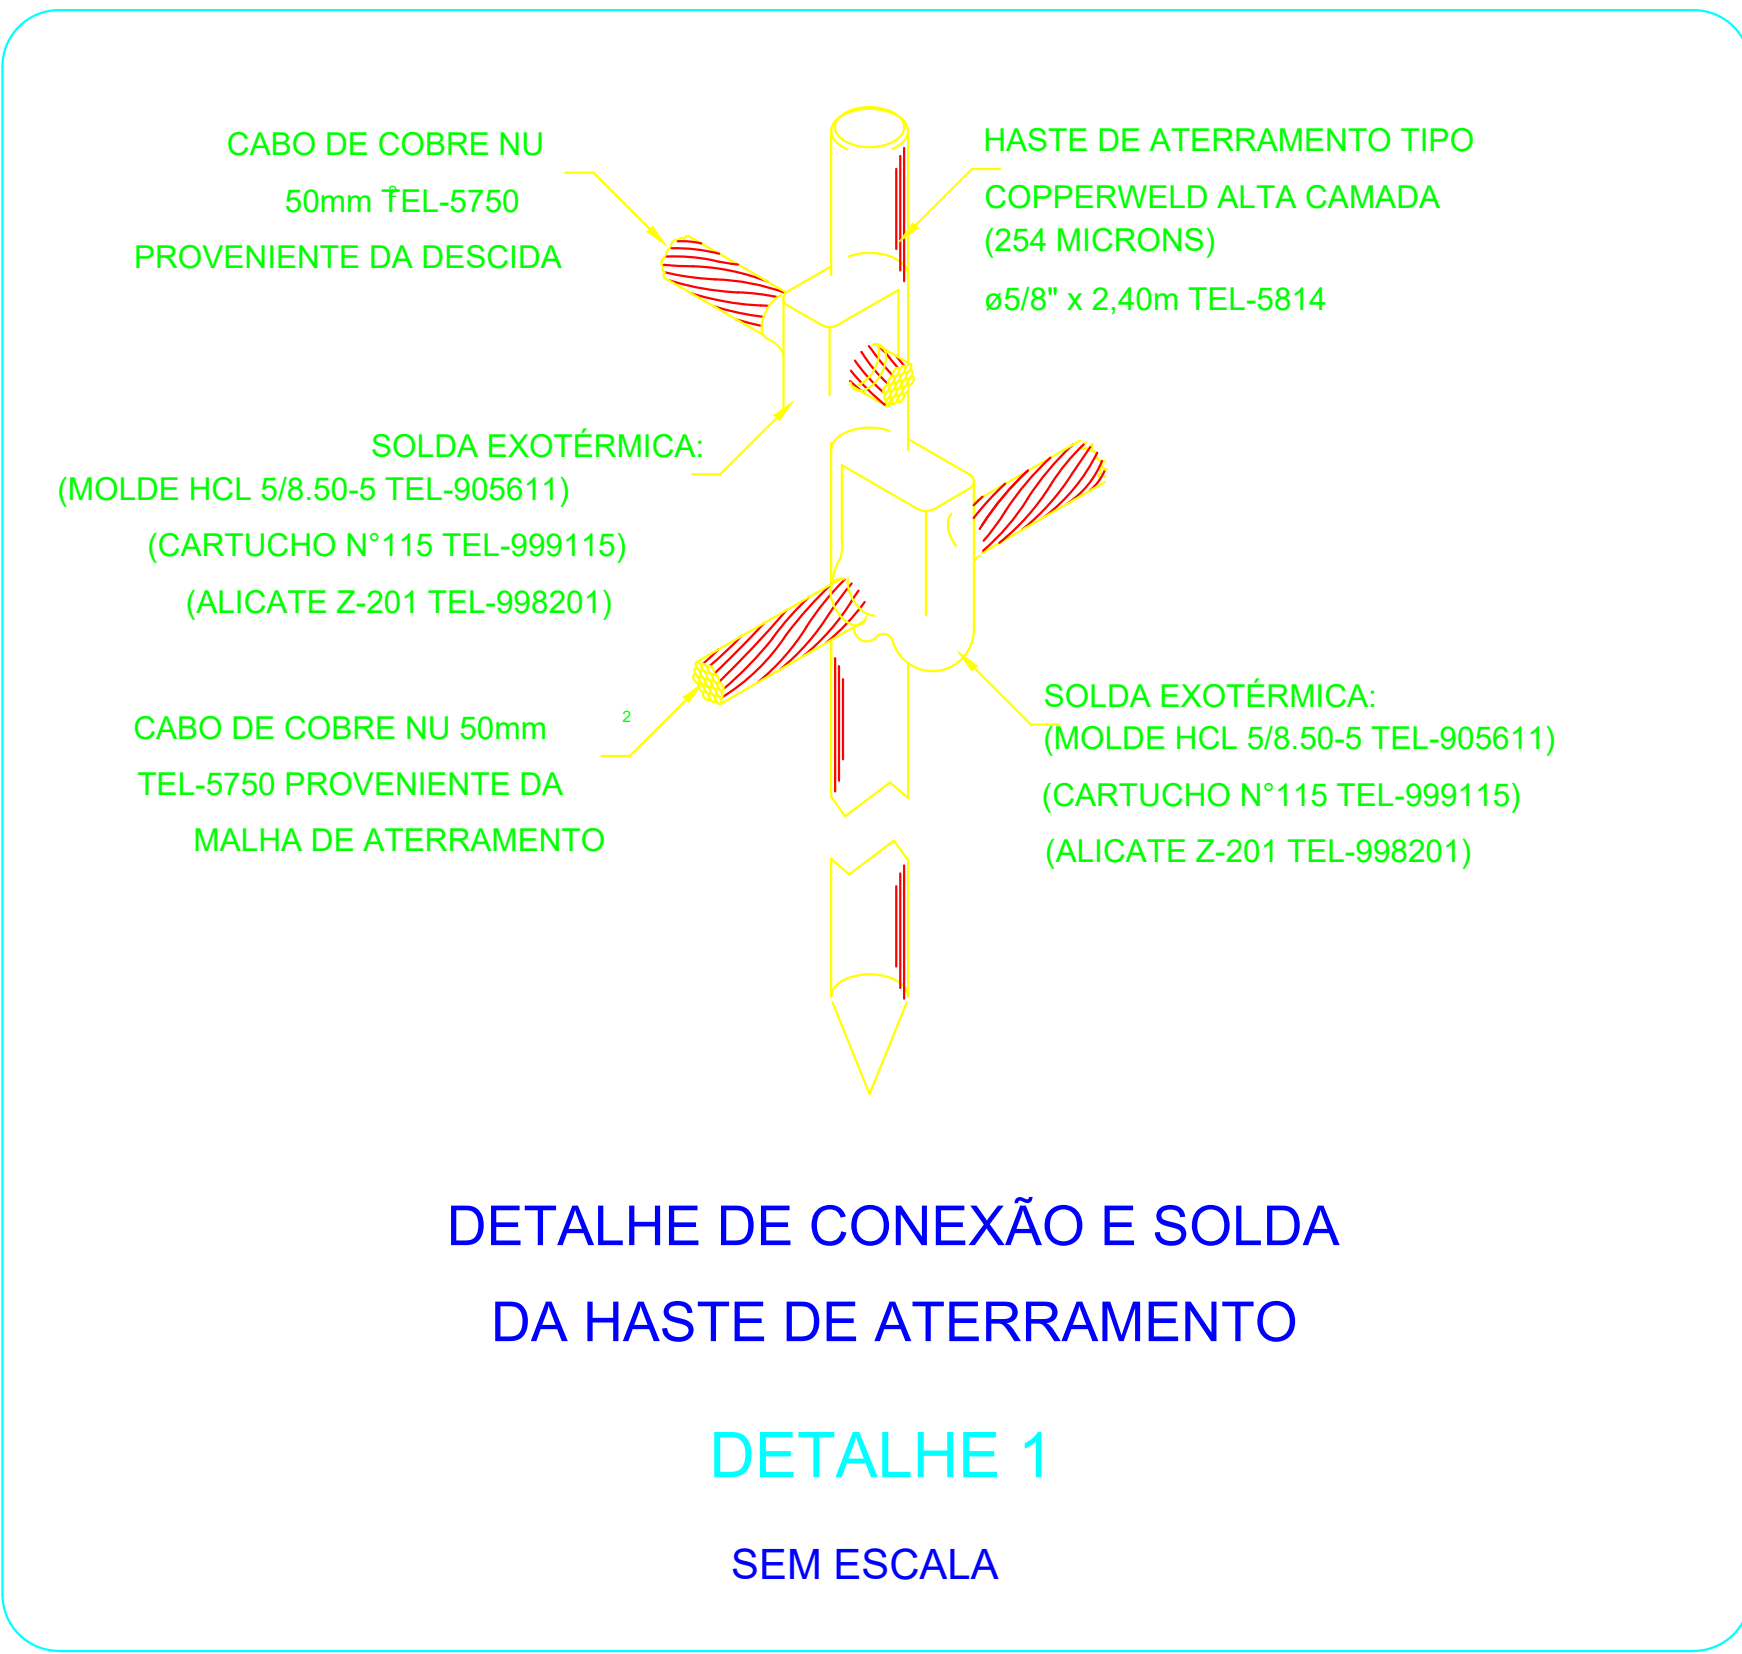 CABO DE COBRE NU
50mm² TEL-5750
PROVENIENTE DA DESCIDA
HASTE DE ATERRAMENTO TIPO
COPPERWELD ALTA CAMADA
(254 MICRONS)
ø5/8" x 2,40m TEL-5814
SOLDA EXOTÉRMICA:
(MOLDE HCL 5/8.50-5 TEL-905611)
(CARTUCHO N°115 TEL-999115)
(ALICATE Z-201 TEL-998201)
CABO DE COBRE NU 50mm²
TEL-5750 PROVENIENTE DA
MALHA DE ATERRAMENTO
SOLDA EXOTÉRMICA:
(MOLDE HCL 5/8.50-5 TEL-905611)
(CARTUCHO N°115 TEL-999115)
(ALICATE Z-201 TEL-998201)
DETALHE DE CONEXÃO E SOLDA
DA HASTE DE ATERRAMENTO
DETALHE 1
SEM ESCALA